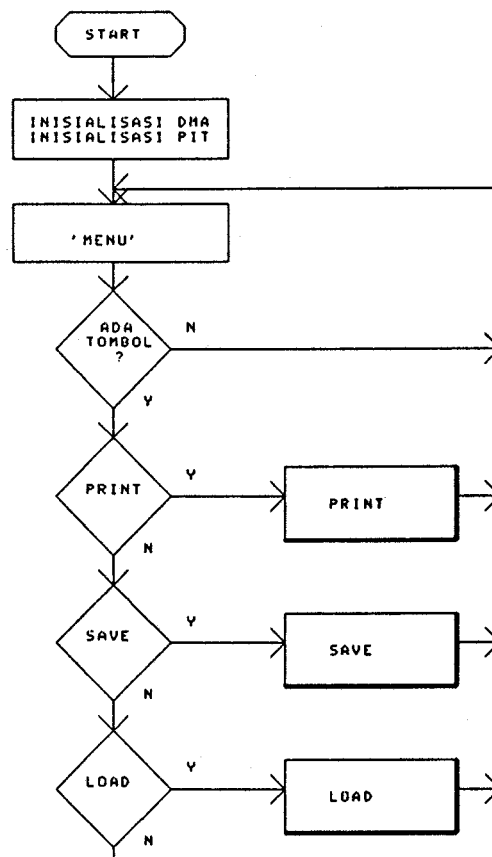 START
INISIALISASI DMA
INISIALISASI PIT
'MENU'
ADA
TOMBOL
?
N
Y
PRINT
Y
PRINT
N
SAVE
Y
SAVE
N
LOAD
Y
LOAD
N